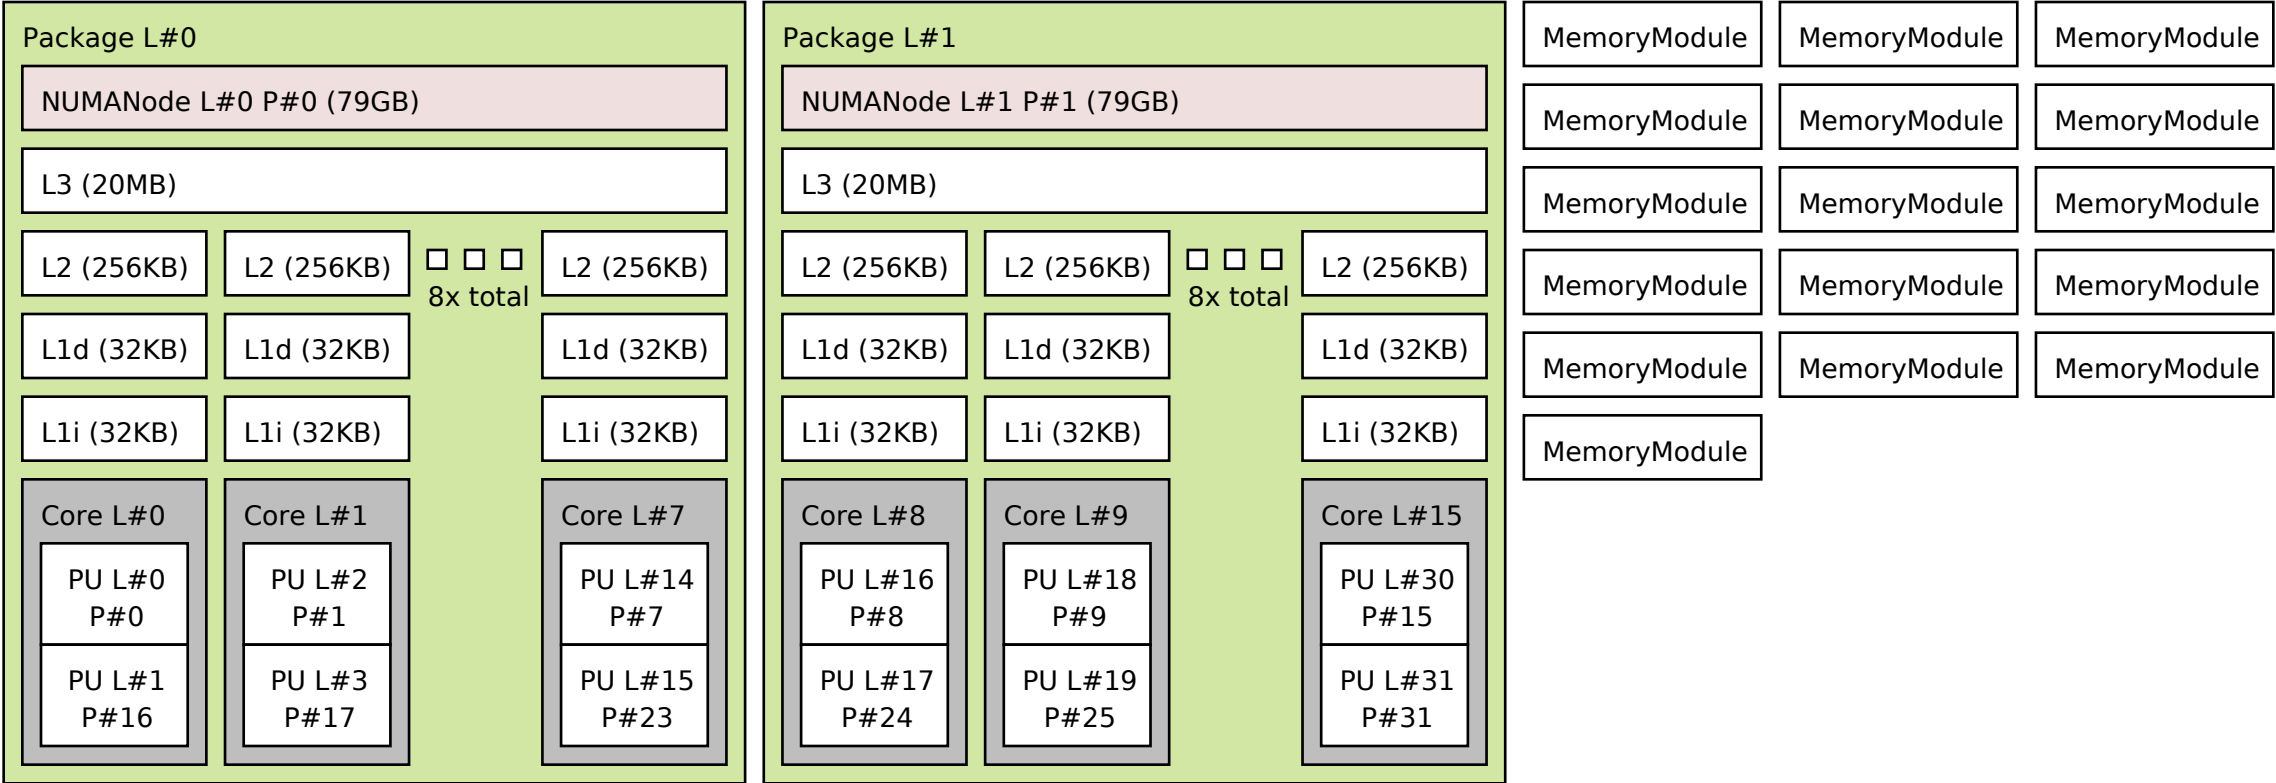 Package L#0
NUMANode L#0 P#0 (79GB)
L3 (20MB)
L2 (256KB) L2 (256KB) L2 (256KB)
8x total
L1d (32KB) L1d (32KB) L1d (32KB)
L1i (32KB) L1i (32KB) L1i (32KB)
Core L#0 Core L#1 Core L#7
PU L#0 PU L#2 PU L#14
P#0 P#1 P#7
PU L#1 PU L#3 PU L#15
P#16 P#17 P#23
Package L#1
NUMANode L#1 P#1 (79GB)
L3 (20MB)
L2 (256KB) L2 (256KB) L2 (256KB)
8x total
L1d (32KB) L1d (32KB) L1d (32KB)
L1i (32KB) L1i (32KB) L1i (32KB)
Core L#8 Core L#9 Core L#15
PU L#16 PU L#18 PU L#30
P#8 P#9 P#15
PU L#17 PU L#19 PU L#31
P#24 P#25 P#31
MemoryModule MemoryModule MemoryModule
MemoryModule MemoryModule MemoryModule
MemoryModule MemoryModule MemoryModule
MemoryModule MemoryModule MemoryModule
MemoryModule MemoryModule MemoryModule
MemoryModule